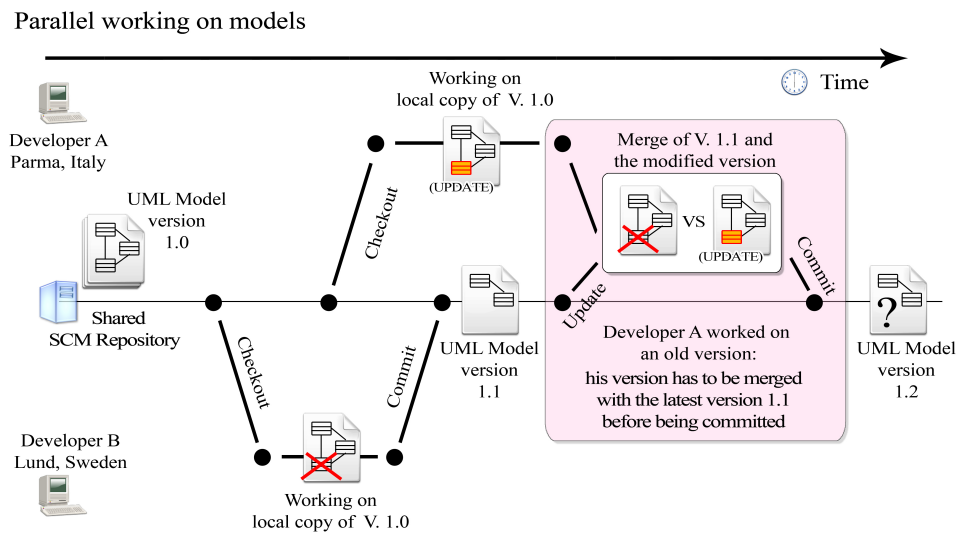 Parallel working on models
Time
Developer A
Parma, Italy
Working on
local copy of V. 1.0
(UPDATE)
Checkout
UML Model
version
1.0
Shared
SCM Repository
Merge of V. 1.1 and
the modified version
VS
(UPDATE)
Update
Commit
UML Model
version
1.1
Developer A worked on
an old version:
his version has to be merged
with the latest version 1.1
before being committed
?
UML Model
version
1.2
Checkout
Commit
Developer B
Lund, Sweden
Working on
local copy of V. 1.0